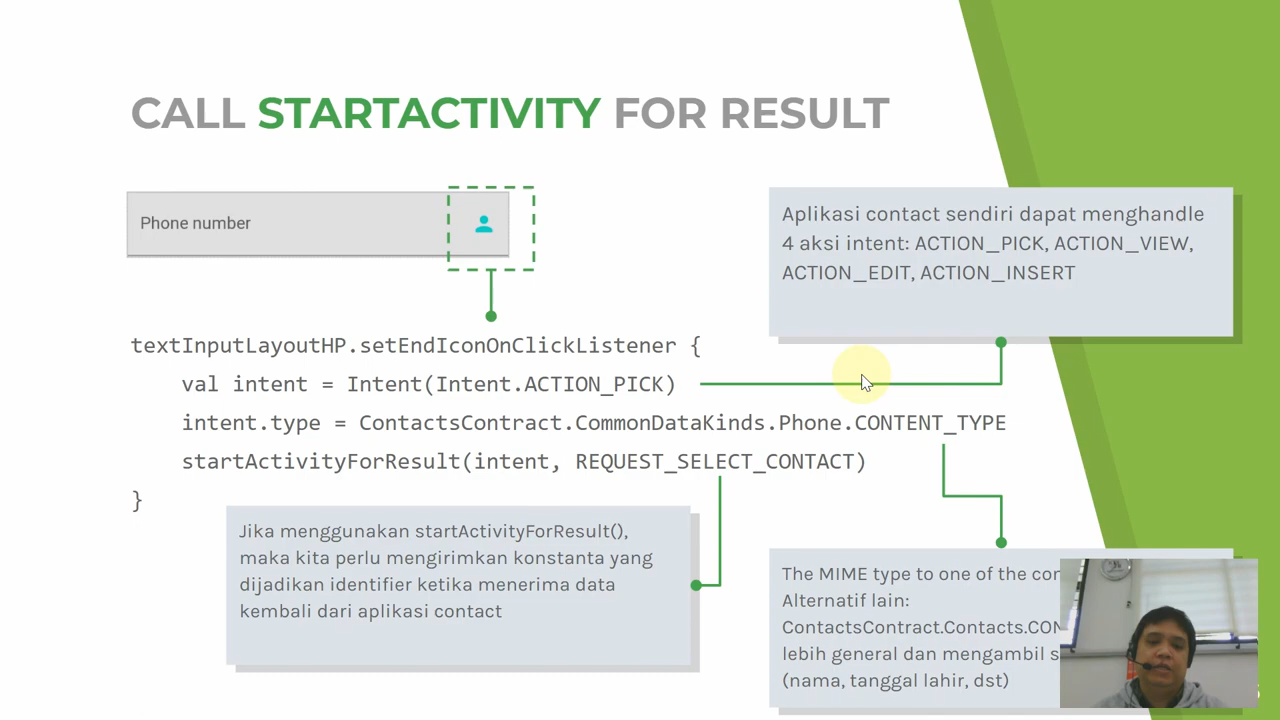 CALL STARTACTIVITY FOR RESULT
Phone number
Aplikasi contact sendiri dapat menghandle
4 aksi intent: ACTION_PICK, ACTION_VIEW,
ACTION_EDIT, ACTION_INSERT
textInputLayoutHP.setEndIconOnClickListener {
val intent = Intent(Intent.ACTION_PICK)
intent.type = ContactsContract.CommonDataKinds.Phone.CONTENT_TYPE
startActivityForResult(intent, REQUEST_SELECT_CONTACT)
}
Jika menggunakan startActivityForResult(),
maka kita perlu mengirimkan konstanta yang
dijadikan identifier ketika menerima data
kembali dari aplikasi contact
The MIME type to one of the
Alternatif lain:
ContactsContract.Contacts.
lebih general dan mengambil
(nama, tanggal lahir, dst)